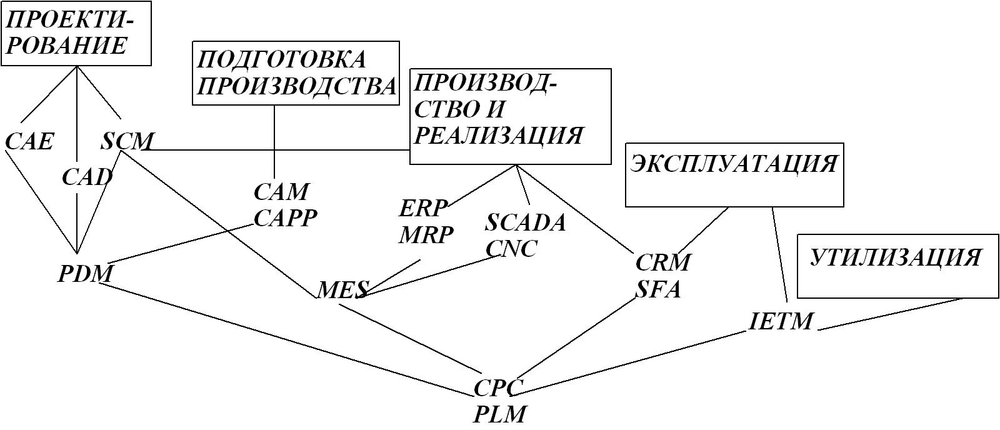 ПРОЕКТИ-
РОВАНИЕ
ПОДГОТОВКА
ПРОИЗВОДСТВА
ПРОИЗВОД-
СТВО И
РЕАЛИЗАЦИЯ
ЭКСПЛУАТАЦИЯ
УТИЛИЗАЦИЯ
CAE
SCM
CAD
CAM
CAPP
ERP
MRP
SCADA
CNC
CRM
SFA
PDM
MES
IETM
CPC
PLM